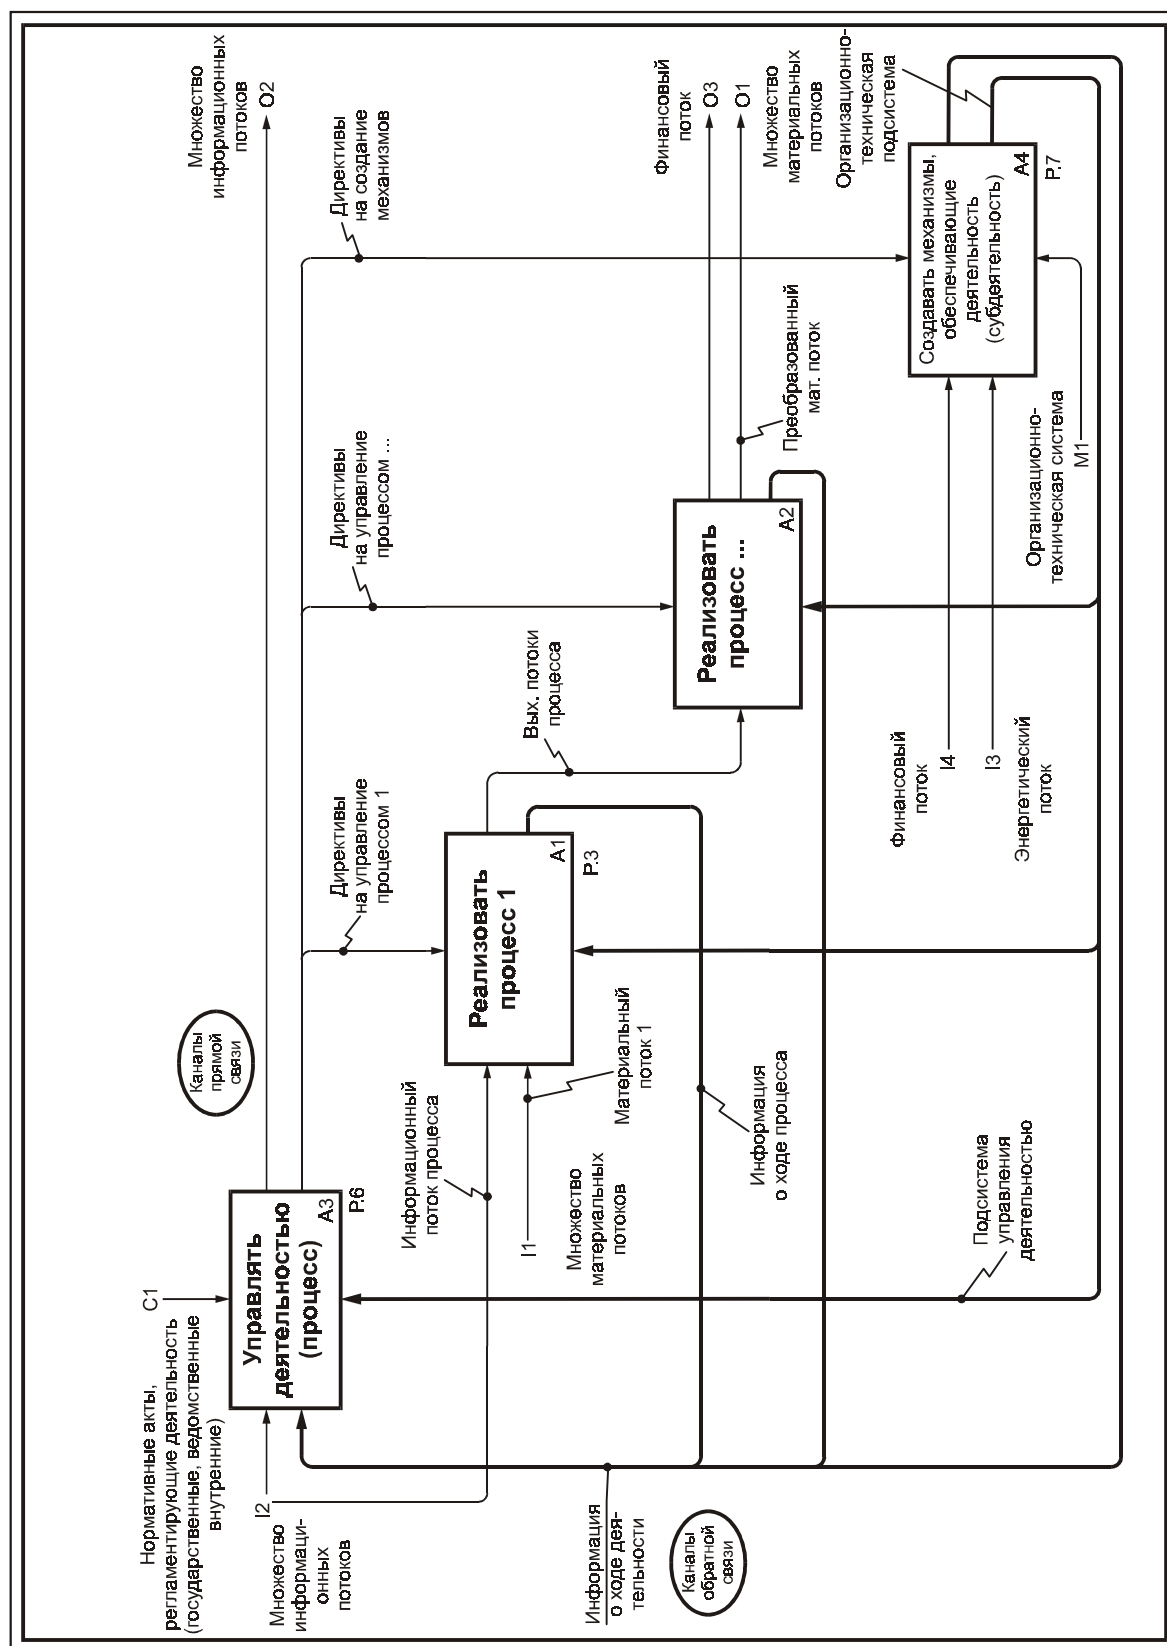 Нормативные акты,
регламентирующие деятельность
(государственные, ведомственные
внутренние)
C1
I2
Множество
информаци-
онных
потоков
Управлять
деятельностью
(процесс)
A3
P.6
Каналы
прямой
связи
Множество
информационных
потоков
O2
Директивы
на управление
процессом 1
Директивы
на управление
процессом ...
Директивы
на создание
механизмов
Информационный
поток процесса
I1
Множество
материальных
потоков
Материальный
поток 1
Реализовать
процесс 1
A1
P.3
Вых. потоки
процесса
Реализовать
процесс ...
A2
Финансовый
поток
O3
O1
Множество
материальных
потоков
Преобразованный
мат. поток
Организационно-
техническая
подсистема
Создавать механизмы,
обеспечивающие
деятельность
(субдеятельность)
A4
P.7
Информация
о ходе дея-
тельности
Каналы
обратной
связи
Информация
о ходе процесса
Подсистема
управления
деятельностью
Финансовый
поток
I4
I3
Энергетический
поток
Организационно-
техническая система
M1